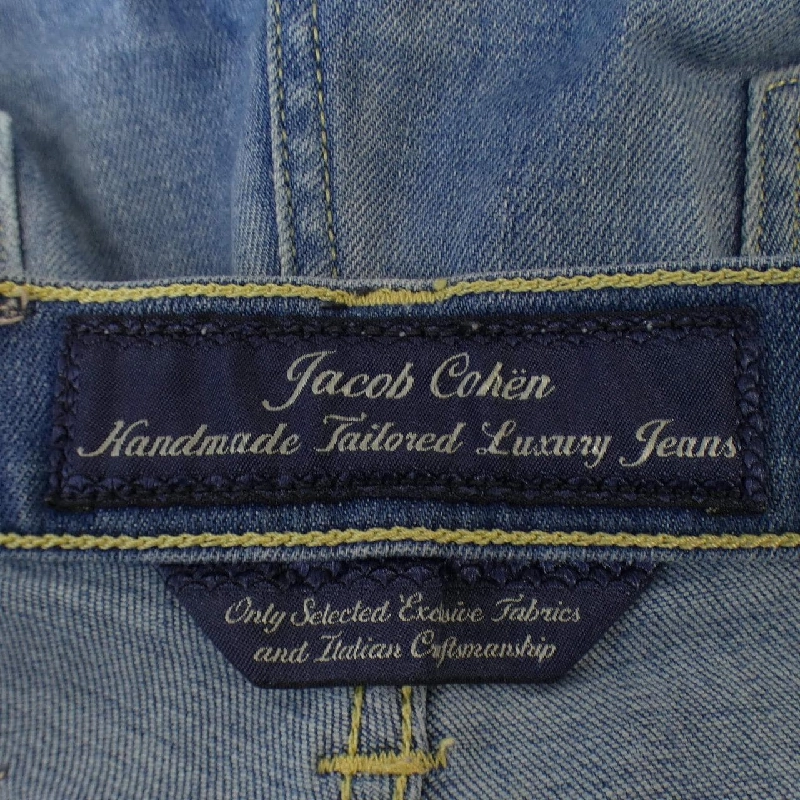 Jacob Cohën
Handmade Tailored Luxury Jeans
Only Selected Exclusive Fabrics
and Italian Craftsmanship